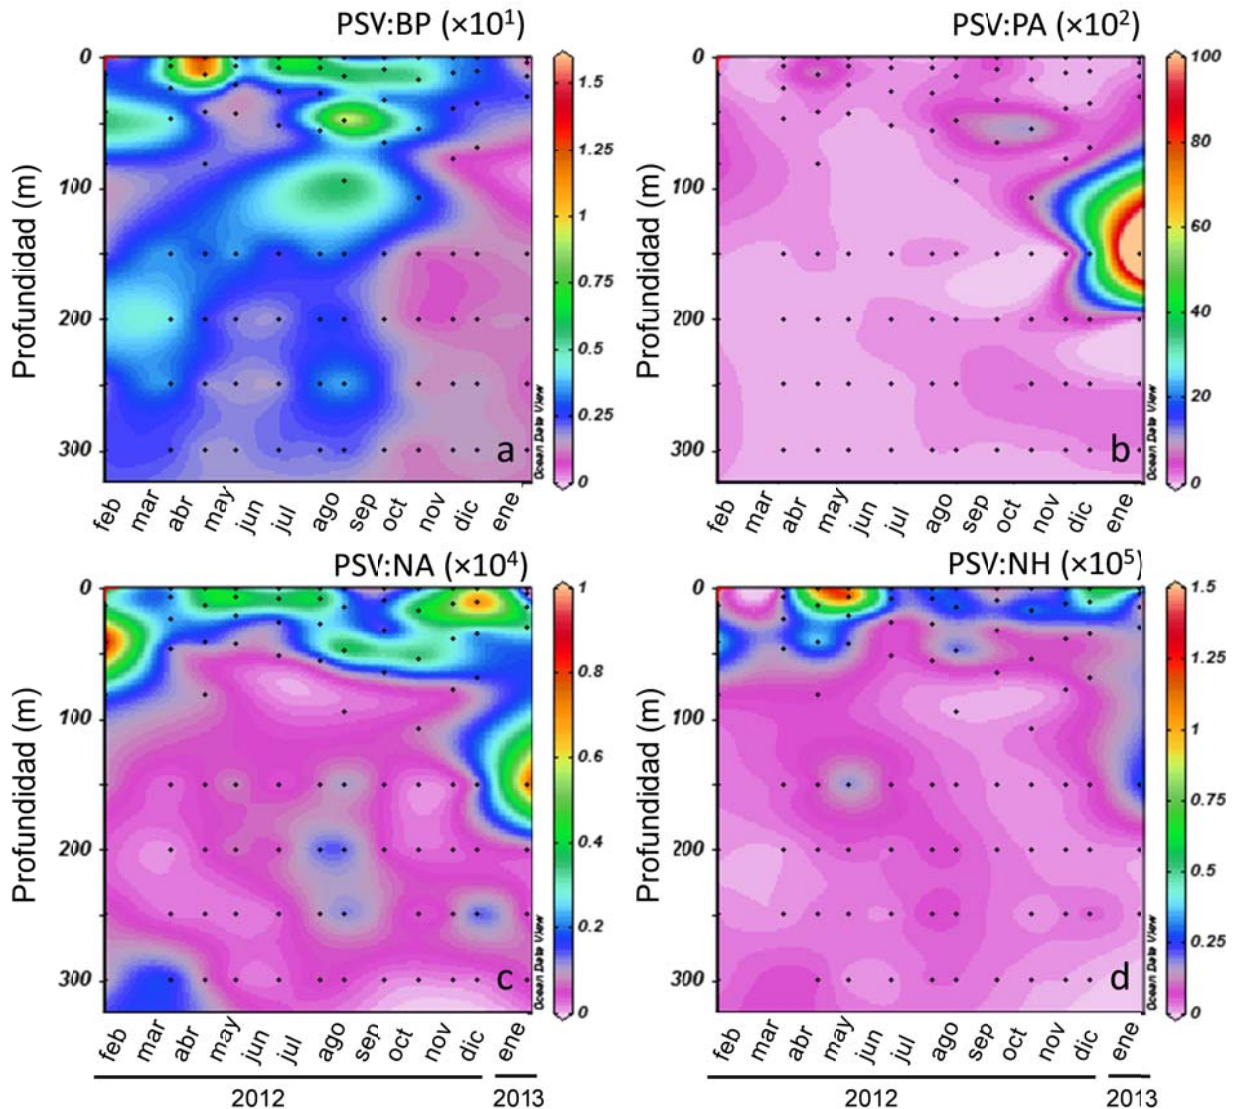 PSV:BP (×10¹)
Profundidad (m)
0
100
200
300
a
1.5
1.25
1
0.75
0.5
0.25
0
Ocean Data View
feb mar abr may jun jul ago sep oct nov dic ene
PSV:PA (×10²)
Profundidad (m)
0
100
200
300
b
100
80
60
40
20
0
Ocean Data View
feb mar abr may jun jul ago sep oct nov dic ene
PSV:NA (×10⁴)
Profundidad (m)
0
100
200
300
c
1
0.8
0.6
0.4
0.2
0
Ocean Data View
feb mar abr may jun jul ago sep oct nov dic ene
2012 2013
PSV:NH (×10⁵)
Profundidad (m)
0
100
200
300
d
1.5
1.25
1
0.75
0.5
0.25
0
Ocean Data View
feb mar abr may jun jul ago sep oct nov dic ene
2012 2013